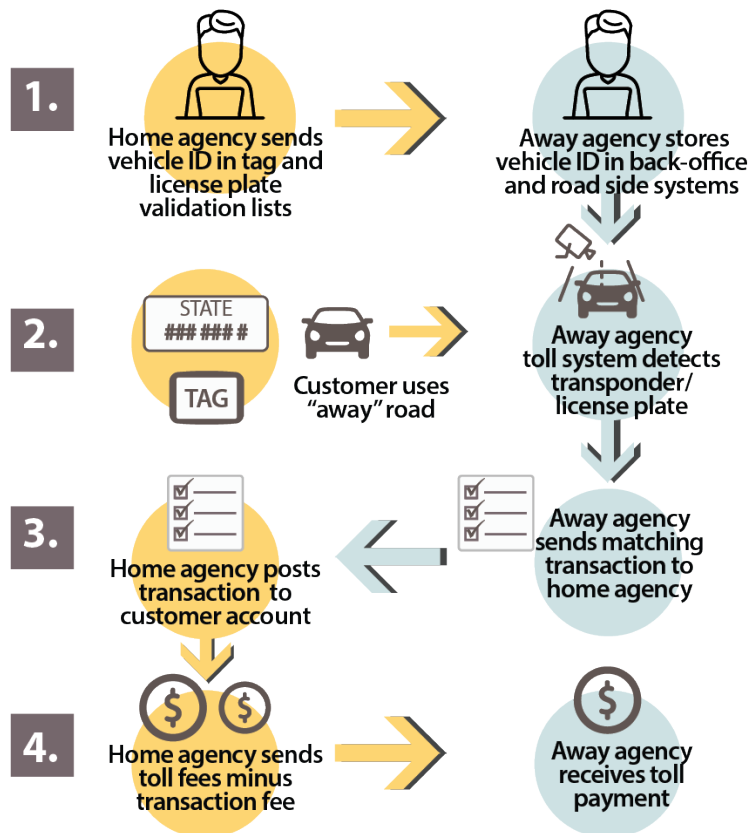 1.
Home agency sends
vehicle ID in tag and
license plate
validation lists
Away agency stores
vehicle ID in back-office
and road side systems
2.
STATE
### ### #
TAG
Customer uses
“away” road
Away agency
toll system detects
transponder/
license plate
3.
Home agency posts
transaction to
customer account
Away agency
sends matching
transaction to
home agency
4.
$
$
Home agency sends
toll fees minus
transaction fee
$
Away agency
receives toll
payment